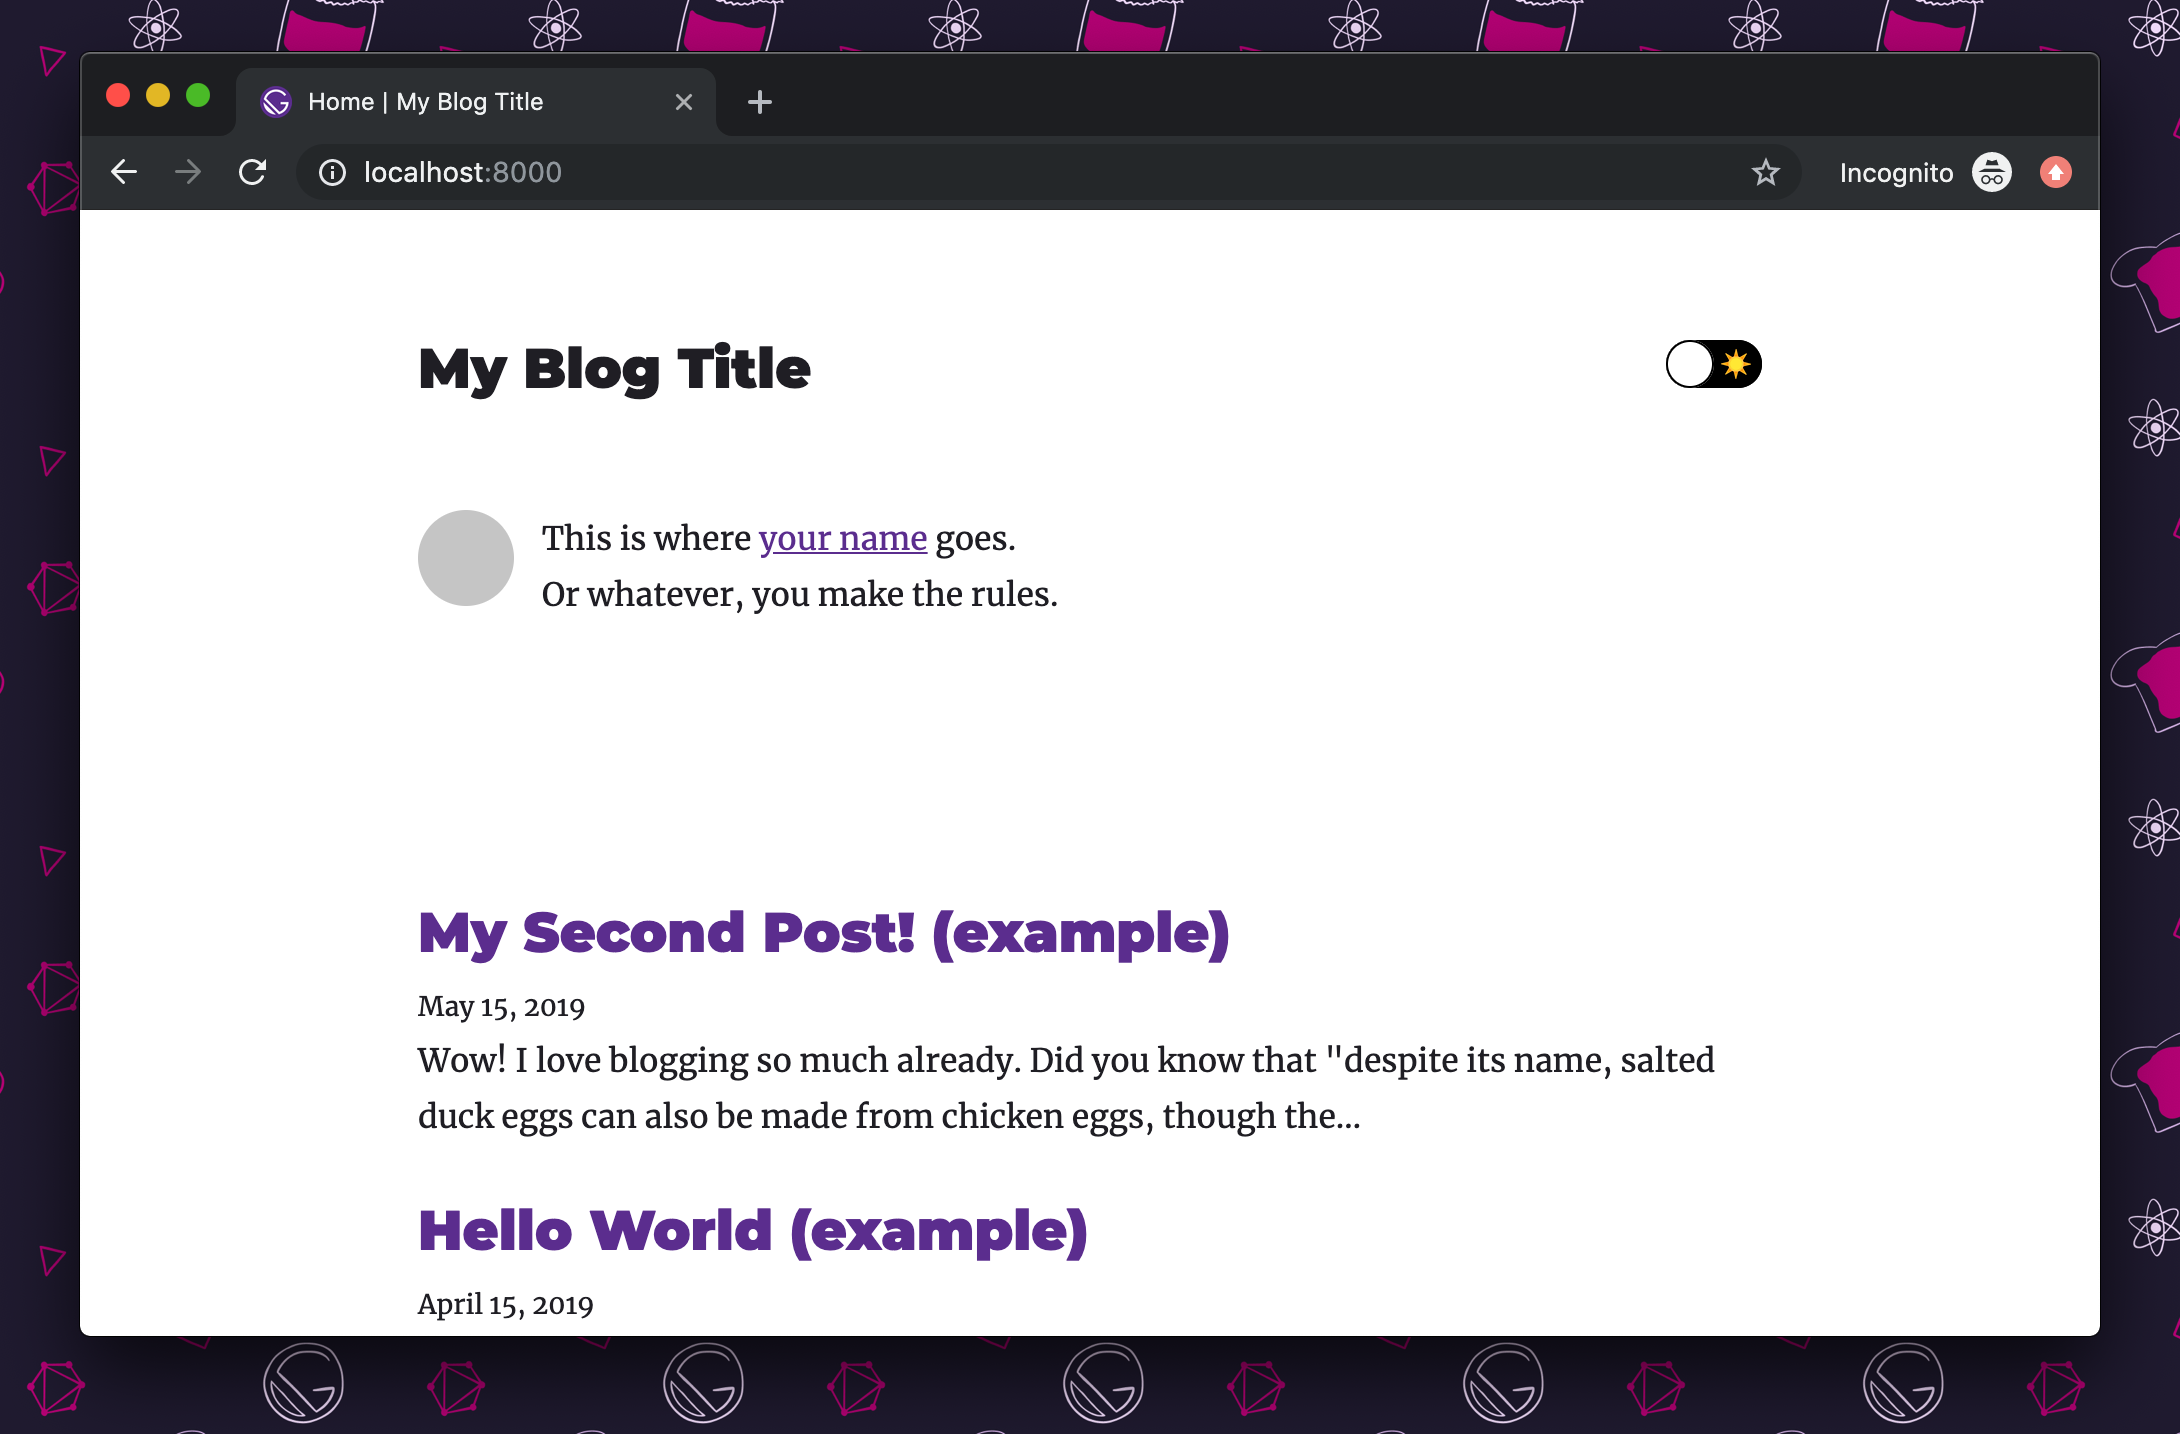 Home | My Blog Title
localhost:8000
Incognito
My Blog Title
This is where your name goes.
Or whatever, you make the rules.
My Second Post! (example)
May 15, 2019
Wow! I love blogging so much already. Did you know that "despite its name, salted
duck eggs can also be made from chicken eggs, though the…
Hello World (example)
April 15, 2019